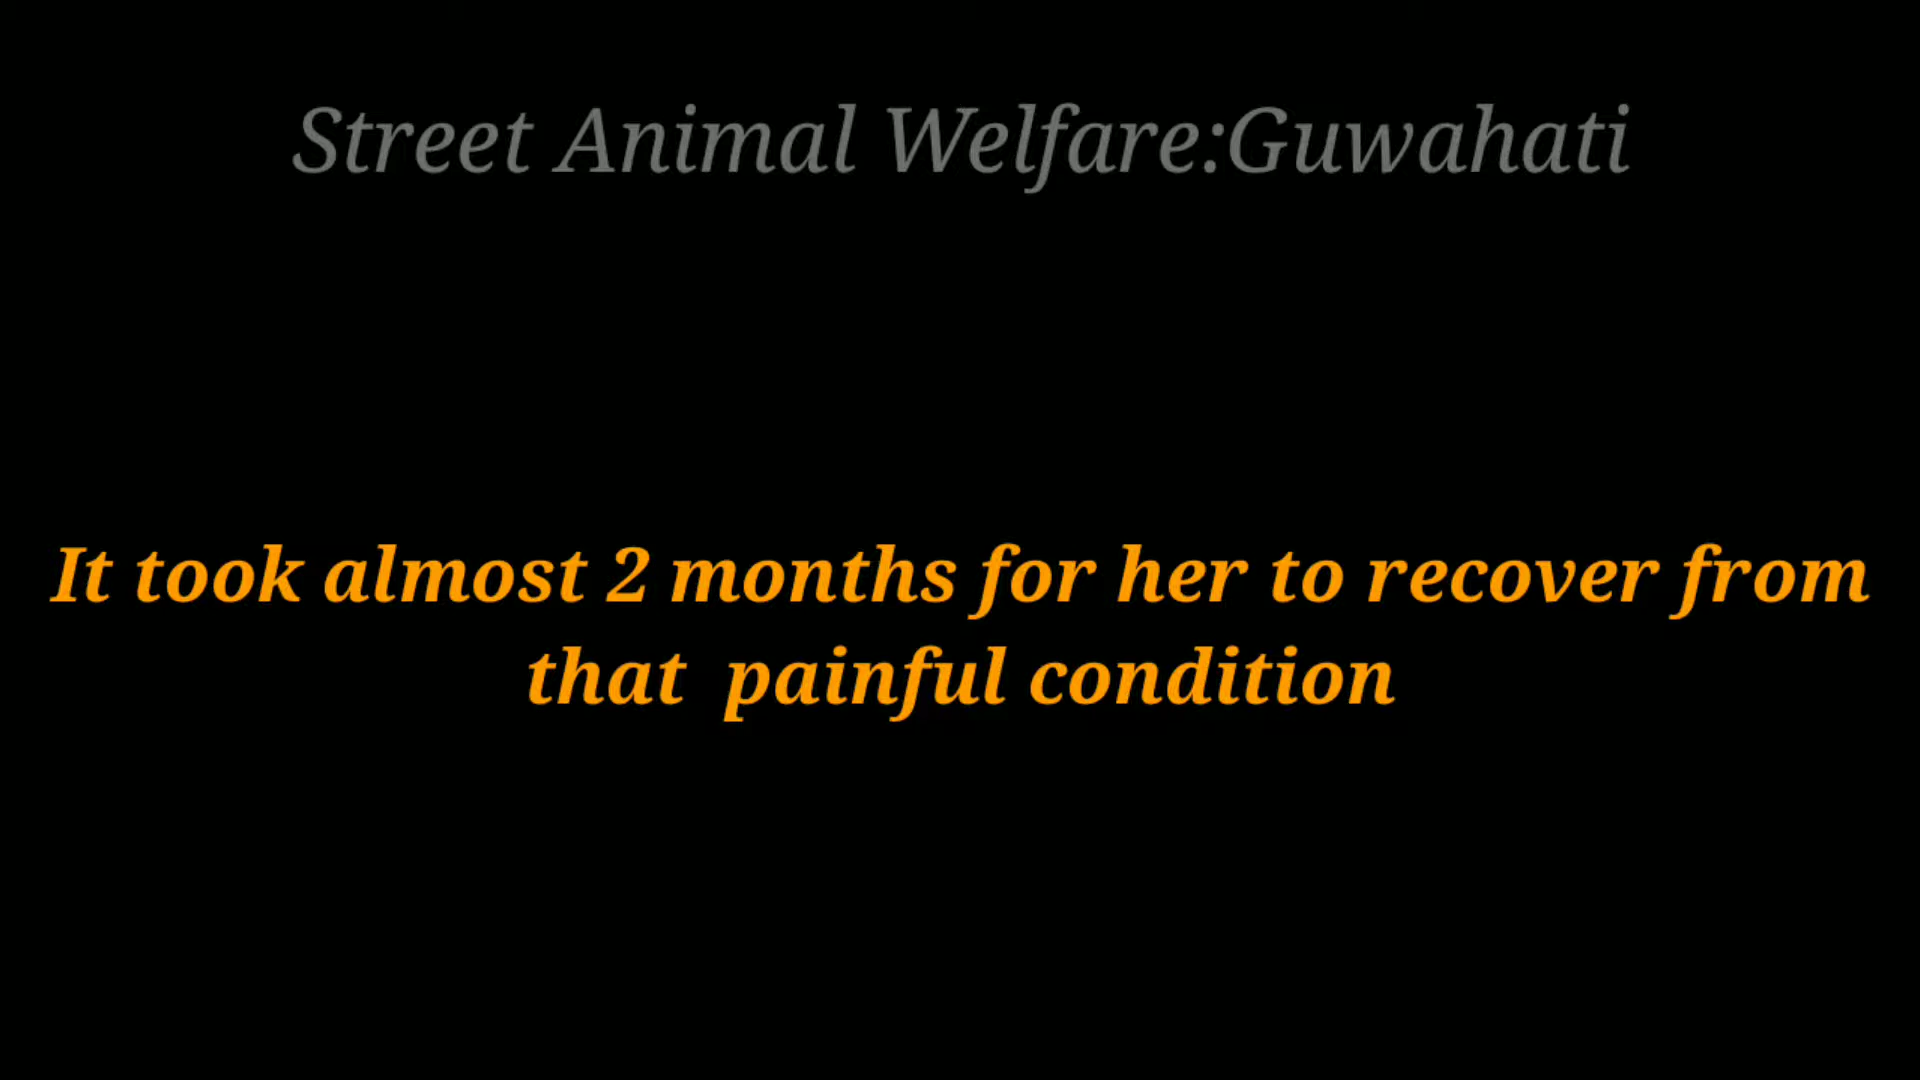 Street Animal Welfare:Guwahati
It took almost 2 months for her to recover from
that  painful condition